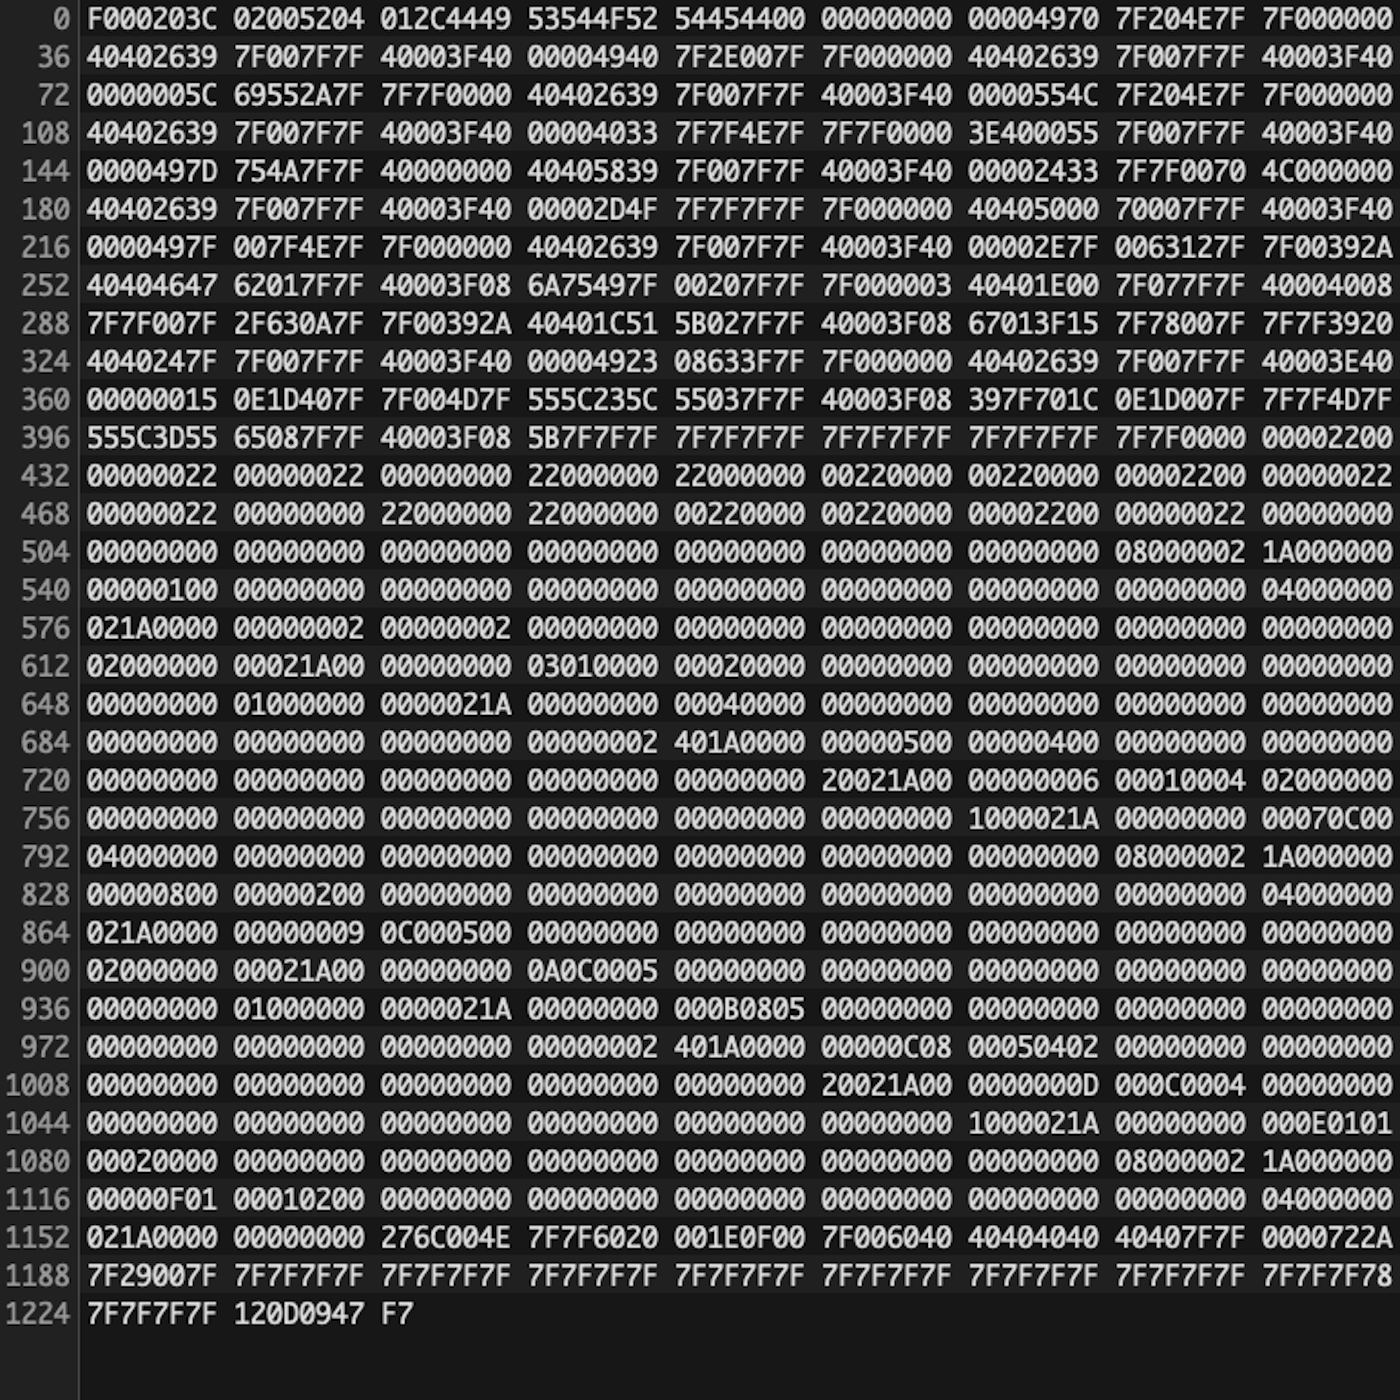 0 F000203C 02005204 012C4449 53544F52 54454400 00000000 00004970 7F204E7F 7F000000
36 40402639 7F007F7F 40003F40 00004940 7F2E007F 7F000000 40402639 7F007F7F 40003F40
72 0000005C 69552A7F 7F7F0000 40402639 7F007F7F 40003F40 0000554C 7F204E7F 7F000000
108 40402639 7F007F7F 40003F40 00004033 7F7F4E7F 7F7F0000 3E400055 7F007F7F 40003F40
144 0000497D 754A7F7F 40000000 40405839 7F007F7F 40003F40 00002433 7F7F0070 4C000000
180 40402639 7F007F7F 40003F40 00002D4F 7F7F7F7F 7F000000 40405000 70007F7F 40003F40
216 0000497F 007F4E7F 7F000000 40402639 7F007F7F 40003F40 00002E7F 0063127F 7F00392A
252 40404647 62017F7F 40003F08 6A75497F 00207F7F 7F000003 40401E00 7F077F7F 40004008
288 7F7F007F 2F630A7F 7F00392A 40401C51 5B027F7F 40003F08 67013F15 7F78007F 7F7F3920
324 4040247F 7F007F7F 40003F40 00004923 08633F7F 7F000000 40402639 7F007F7F 40003E40
360 00000015 0E1D407F 7F004D7F 555C235C 55037F7F 40003F08 397F701C 0E1D007F 7F7F4D7F
396 555C3D55 65087F7F 40003F08 5B7F7F7F 7F7F7F7F 7F7F7F7F 7F7F7F7F 7F7F0000 00002200
432 00000022 00000022 00000000 22000000 22000000 00220000 00220000 00002200 00000022
468 00000022 00000000 22000000 22000000 00220000 00220000 00002200 00000022 00000000
504 00000000 00000000 00000000 00000000 00000000 00000000 00000000 08000002 1A000000
540 00000100 00000000 00000000 00000000 00000000 00000000 00000000 00000000 04000000
576 021A0000 00000002 00000002 00000000 00000000 00000000 00000000 00000000 00000000
612 02000000 00021A00 00000000 03010000 00020000 00000000 00000000 00000000 00000000
648 00000000 01000000 0000021A 00000000 00040000 00000000 00000000 00000000 00000000
684 00000000 00000000 00000000 00000002 401A0000 00000500 00000400 00000000 00000000
720 00000000 00000000 00000000 00000000 00000000 20021A00 00000006 00010004 02000000
756 00000000 00000000 00000000 00000000 00000000 00000000 1000021A 00000000 00070C00
792 04000000 00000000 00000000 00000000 00000000 00000000 00000000 08000002 1A000000
828 00000800 00000200 00000000 00000000 00000000 00000000 00000000 00000000 04000000
864 021A0000 00000009 0C000500 00000000 00000000 00000000 00000000 00000000 00000000
900 02000000 00021A00 00000000 0A0C0005 00000000 00000000 00000000 00000000 00000000
936 00000000 01000000 0000021A 00000000 000B0805 00000000 00000000 00000000 00000000
972 00000000 00000000 00000000 00000002 401A0000 00000C08 00050402 00000000 00000000
1008 00000000 00000000 00000000 00000000 00000000 20021A00 0000000D 000C0004 00000000
1044 00000000 00000000 00000000 00000000 00000000 00000000 1000021A 00000000 000E0101
1080 00020000 00000000 00000000 00000000 00000000 00000000 00000000 08000002 1A000000
1116 00000F01 00010200 00000000 00000000 00000000 00000000 00000000 00000000 04000000
1152 021A0000 00000000 276C004E 7F7F6020 001E0F00 7F006040 40404040 40407F7F 0000722A
1188 7F29007F 7F7F7F7F 7F7F7F7F 7F7F7F7F 7F7F7F7F 7F7F7F7F 7F7F7F7F 7F7F7F7F 7F7F7F78
1224 7F7F7F7F 120D0947 F7